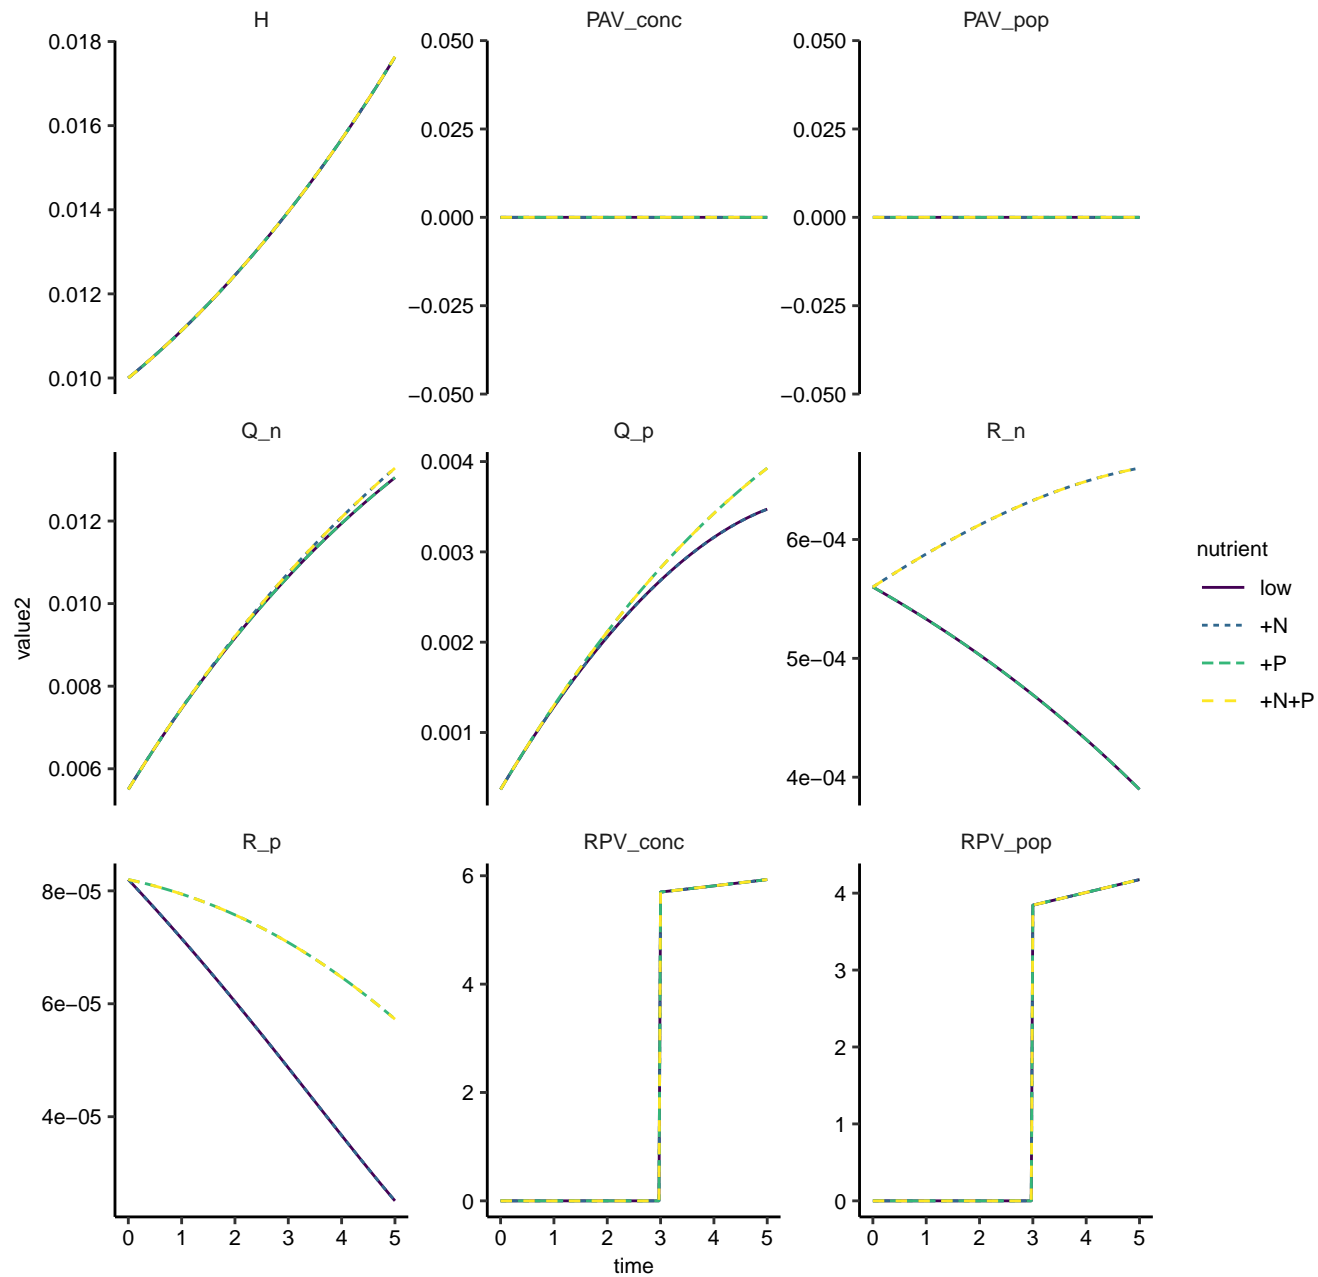 H
PAV_conc
PAV_pop
0.018
0.016
0.014
0.012
0.010
0.050
0.025
0.000
−0.025
−0.050
0.050
0.025
0.000
−0.025
−0.050
Q_n
Q_p
R_n
value2
0.012
0.010
0.008
0.006
0.004
0.003
0.002
0.001
6e−04
5e−04
4e−04
nutrient
low
+N
+P
+N+P
R_p
RPV_conc
RPV_pop
8e−05
6e−05
4e−05
6
4
2
0
4
3
2
1
0
0 1 2 3 4 5
0 1 2 3 4 5
0 1 2 3 4 5
time